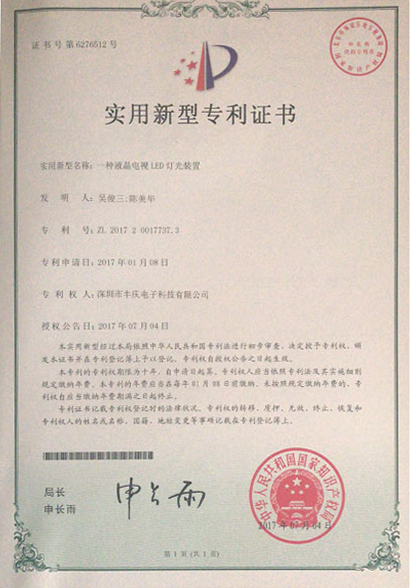 证书号第6276512号
实用新型专利证书
实用新型名称：一种液晶电视LED灯光装置
发明人：吴俊三;陈美华
专利号：ZL 2017 2 0017737.3
专利申请日：2017年01月08日
专利权人：深圳市丰庆电子科技有限公司
授权公告日：2017年07月04日
本实用新型经过本局依照中华人民共和国专利法进行初步审查，决定授予专利权，颁
发本证书并在专利登记簿上予以登记。专利权自授权公告之日起生效。
本专利的专利权期限为十年，自申请日起算。专利权人应当依照专利法及其实施细则
规定缴纳年费。本专利的年费应当在每年01月08日前缴纳。未按照规定缴纳年费的，专利
权自应当缴纳年费期满之日起终止。
专利证书记载专利权登记时的法律状况。专利权的转移、质押、无效、终止、恢复和
专利权人的姓名或名称、国籍、地址变更等事项记载在专利登记簿上。
局长
申长雨
申长雨
中华人民共和国国家知识产权局
2017年07月04日
第1页(共1页)